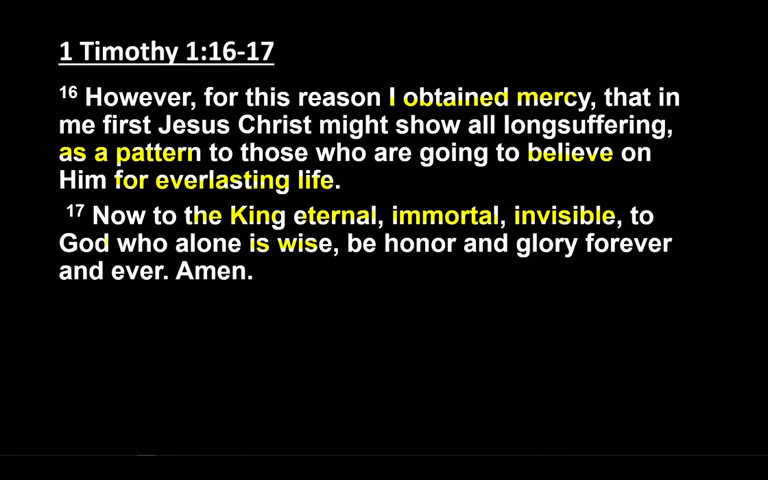 1 Timothy 1:16-17
16 However, for this reason I obtained mercy, that in
me first Jesus Christ might show all longsuffering,
as a pattern to those who are going to believe on
Him for everlasting life.
17 Now to the King eternal, immortal, invisible, to
God who alone is wise, be honor and glory forever
and ever. Amen.